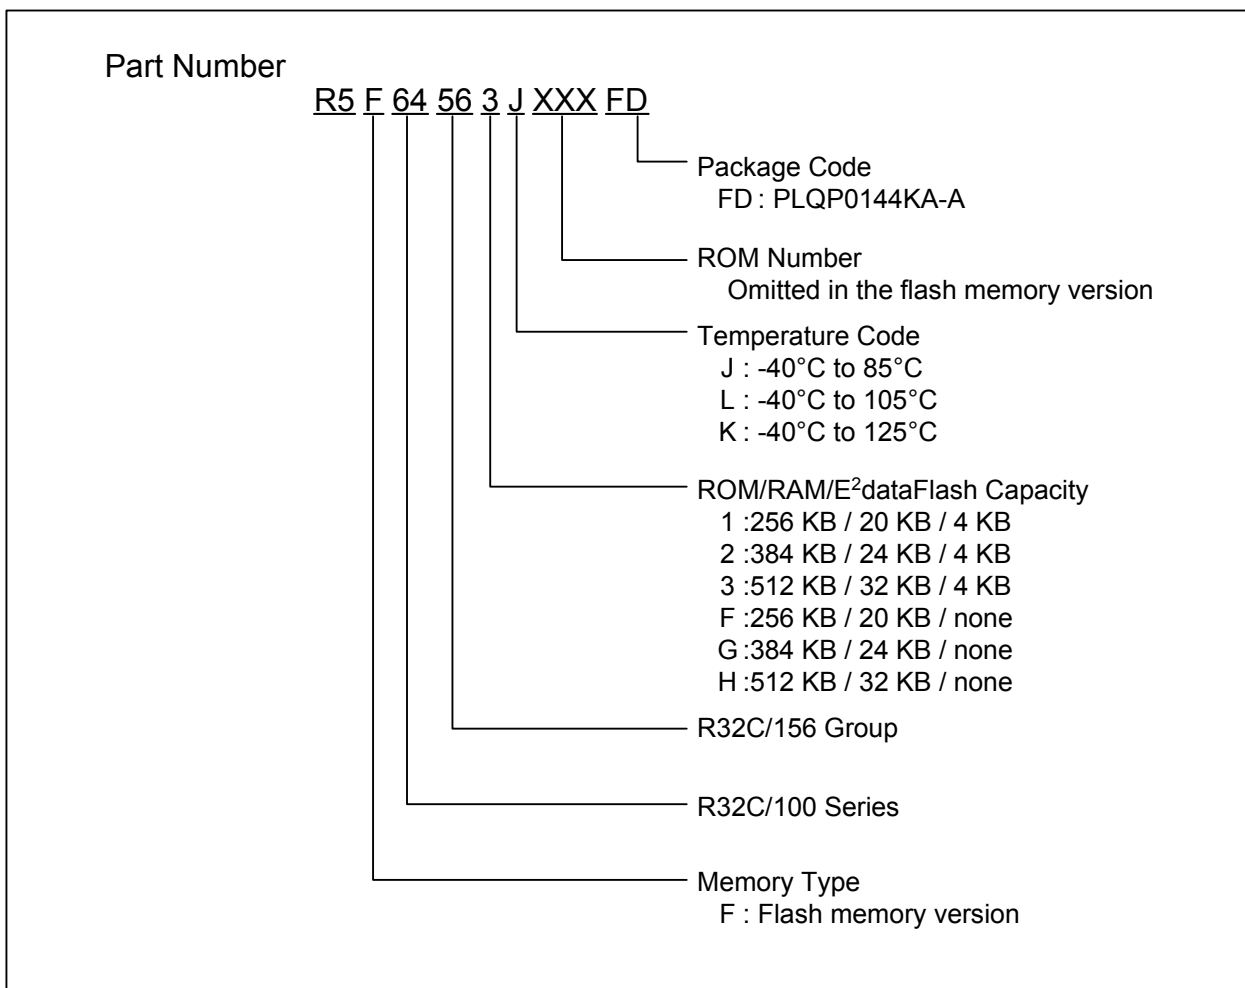 Part Number
R5 F 64 56 3 J XXX FD
Package Code
FD : PLQP0144KA-A
ROM Number
Omitted in the flash memory version
Temperature Code
J : -40°C to 85°C
L : -40°C to 105°C
K : -40°C to 125°C
ROM/RAM/E²dataFlash Capacity
1 :256 KB / 20 KB / 4 KB
2 :384 KB / 24 KB / 4 KB
3 :512 KB / 32 KB / 4 KB
F :256 KB / 20 KB / none
G :384 KB / 24 KB / none
H :512 KB / 32 KB / none
R32C/156 Group
R32C/100 Series
Memory Type
F : Flash memory version